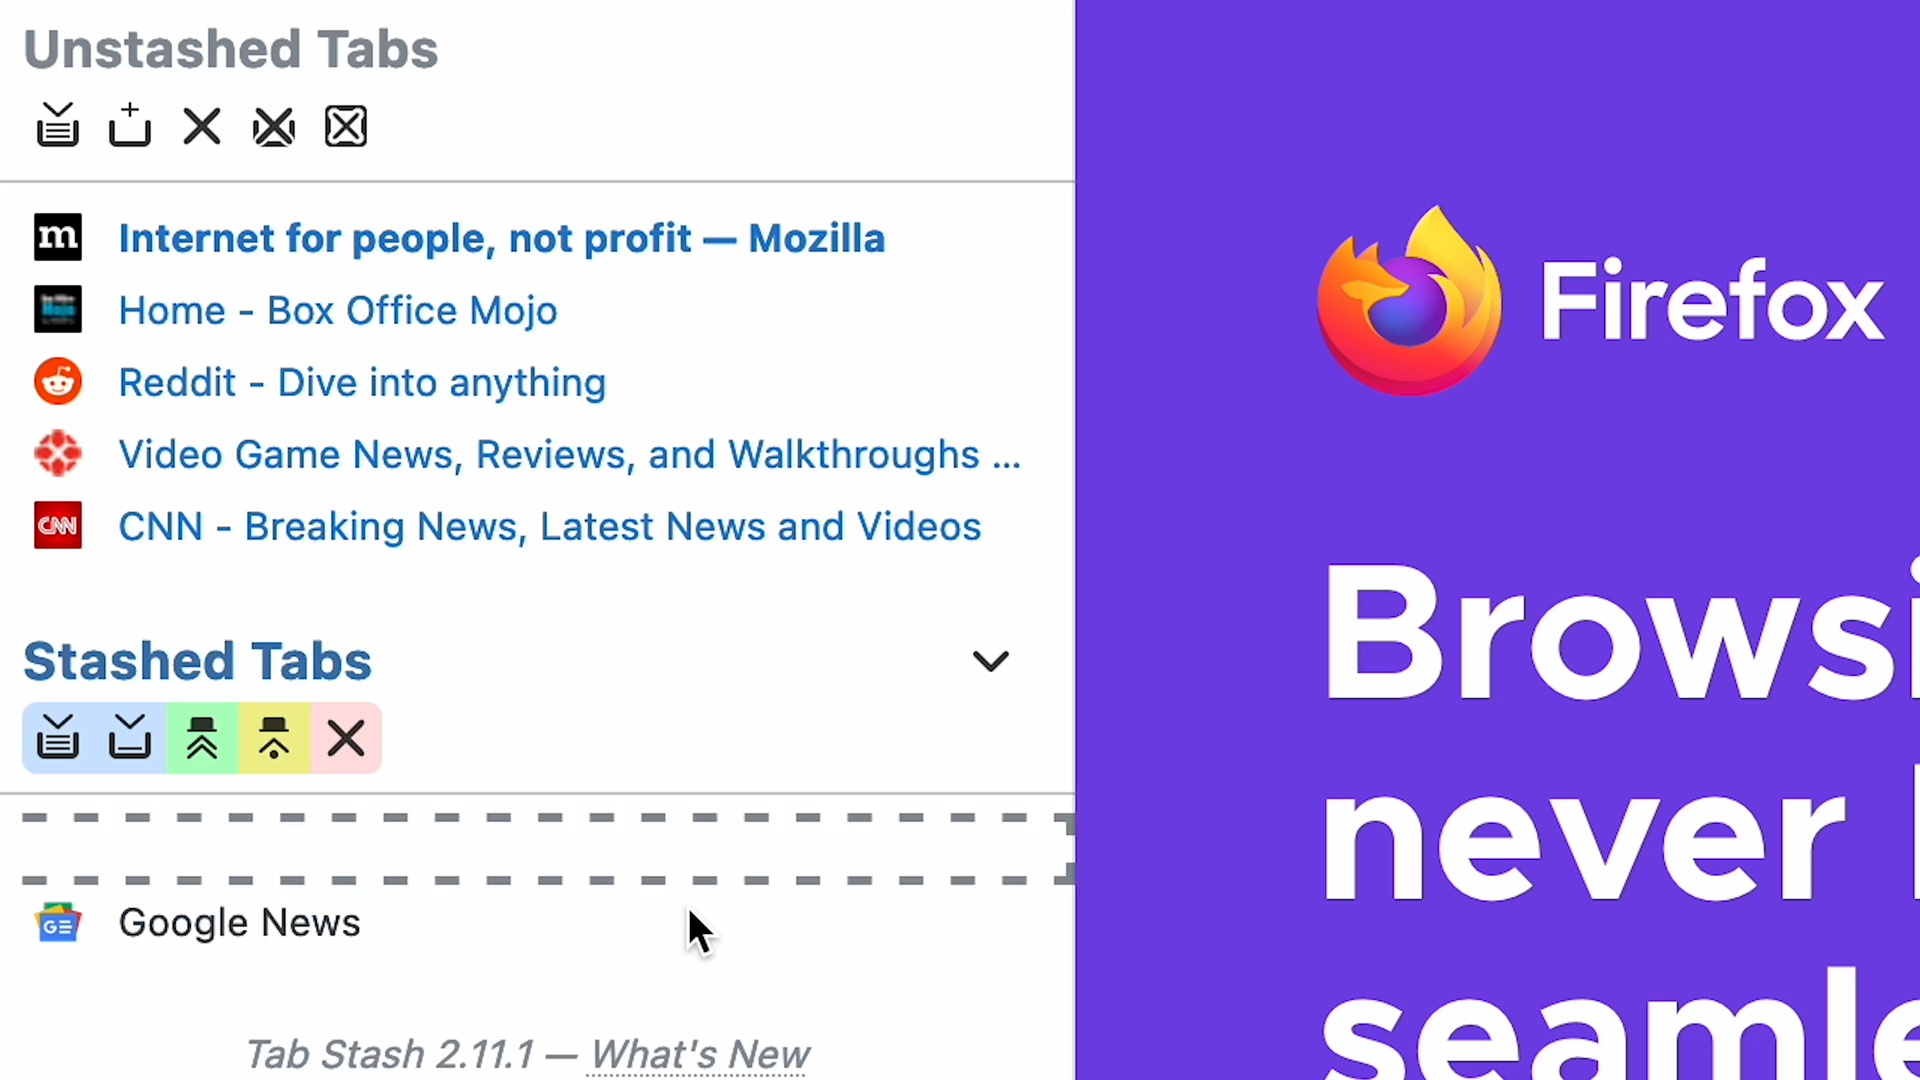 Unstashed Tabs
m Internet for people, not profit — Mozilla
Home - Box Office Mojo
Reddit - Dive into anything
Video Game News, Reviews, and Walkthroughs ...
CNN CNN - Breaking News, Latest News and Videos
Stashed Tabs
GE Google News
Tab Stash 2.11.1 — What's New
Firefox
Browsi
never
seamle